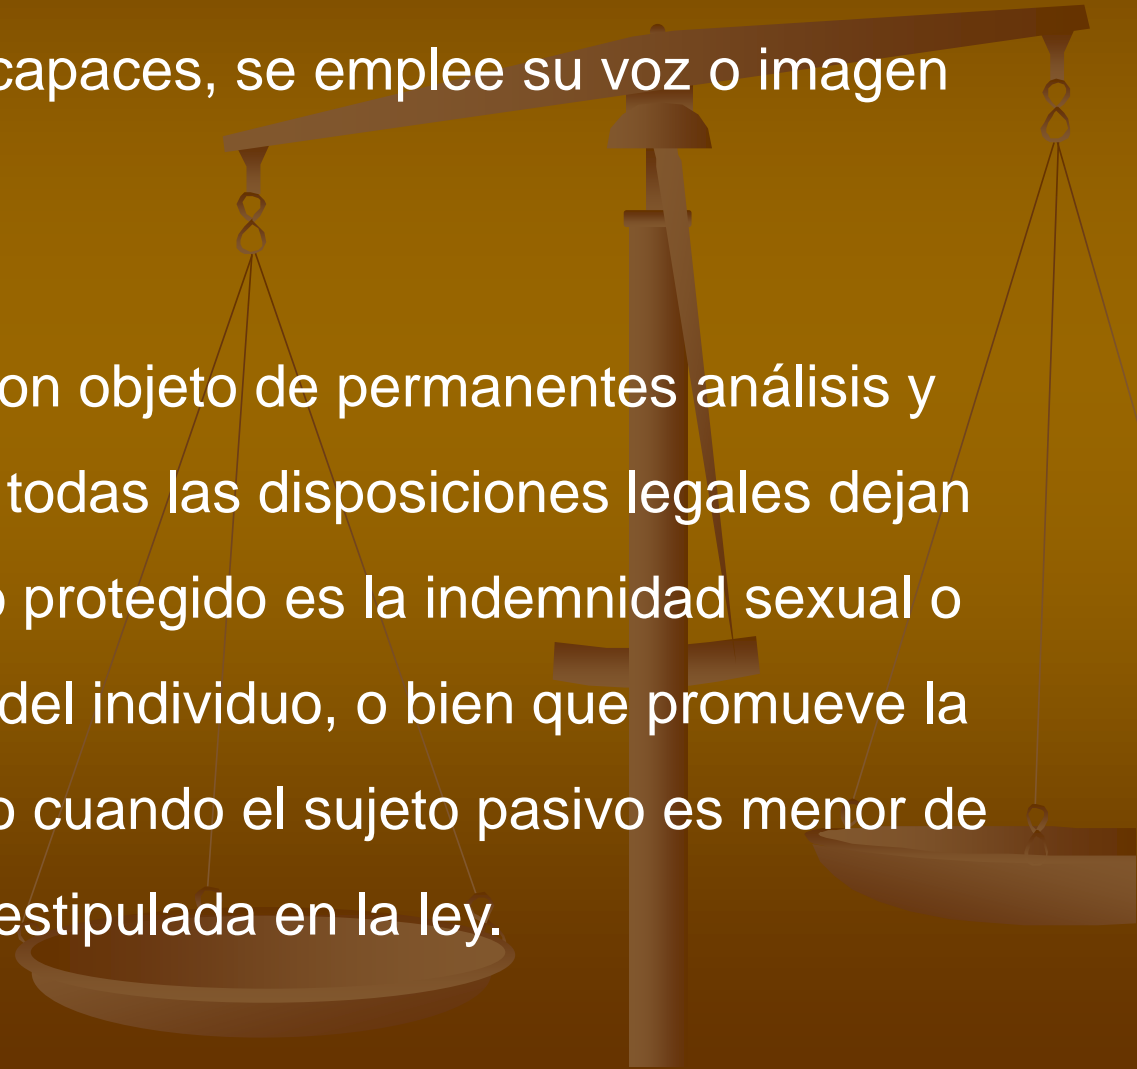 capaces, se emplee su voz o imagen
on objeto de permanentes análisis y
todas las disposiciones legales dejan
o protegido es la indemnidad sexual o
del individuo, o bien que promueve la
o cuando el sujeto pasivo es menor de
estipulada en la ley.